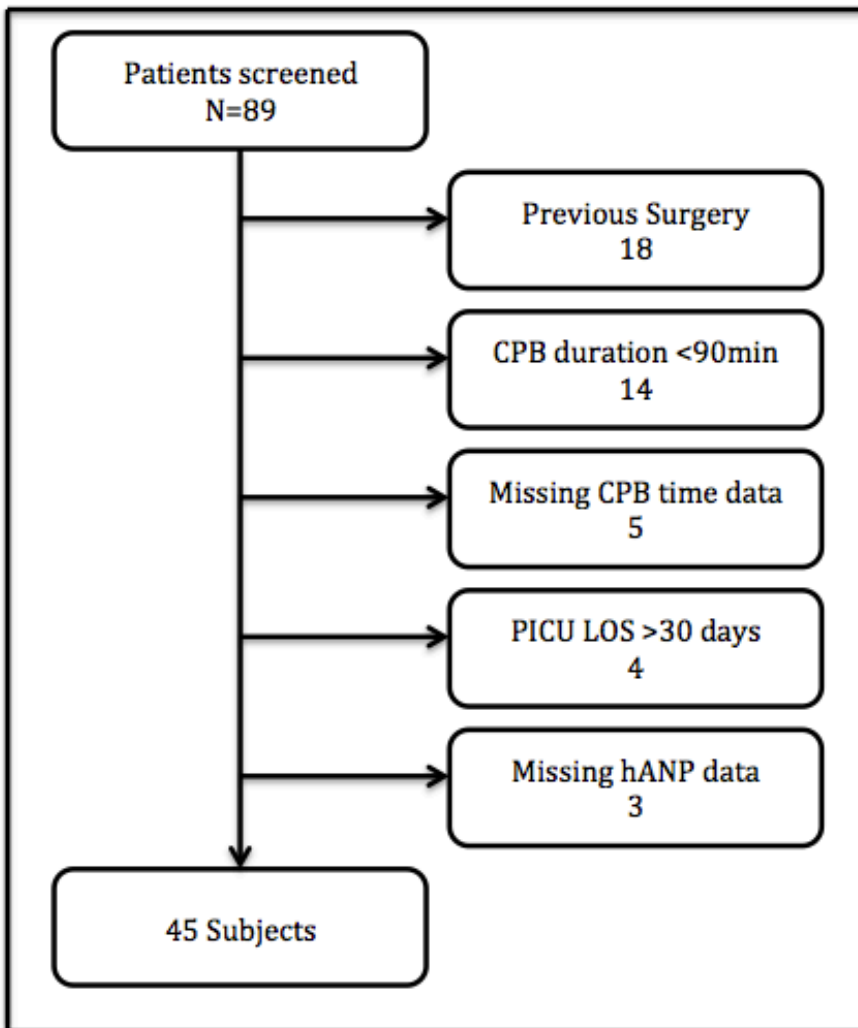 Patients screened
N=89
Previous Surgery
18
CPB duration <90min
14
Missing CPB time data
5
PICU LOS >30 days
4
Missing hANP data
3
45 Subjects